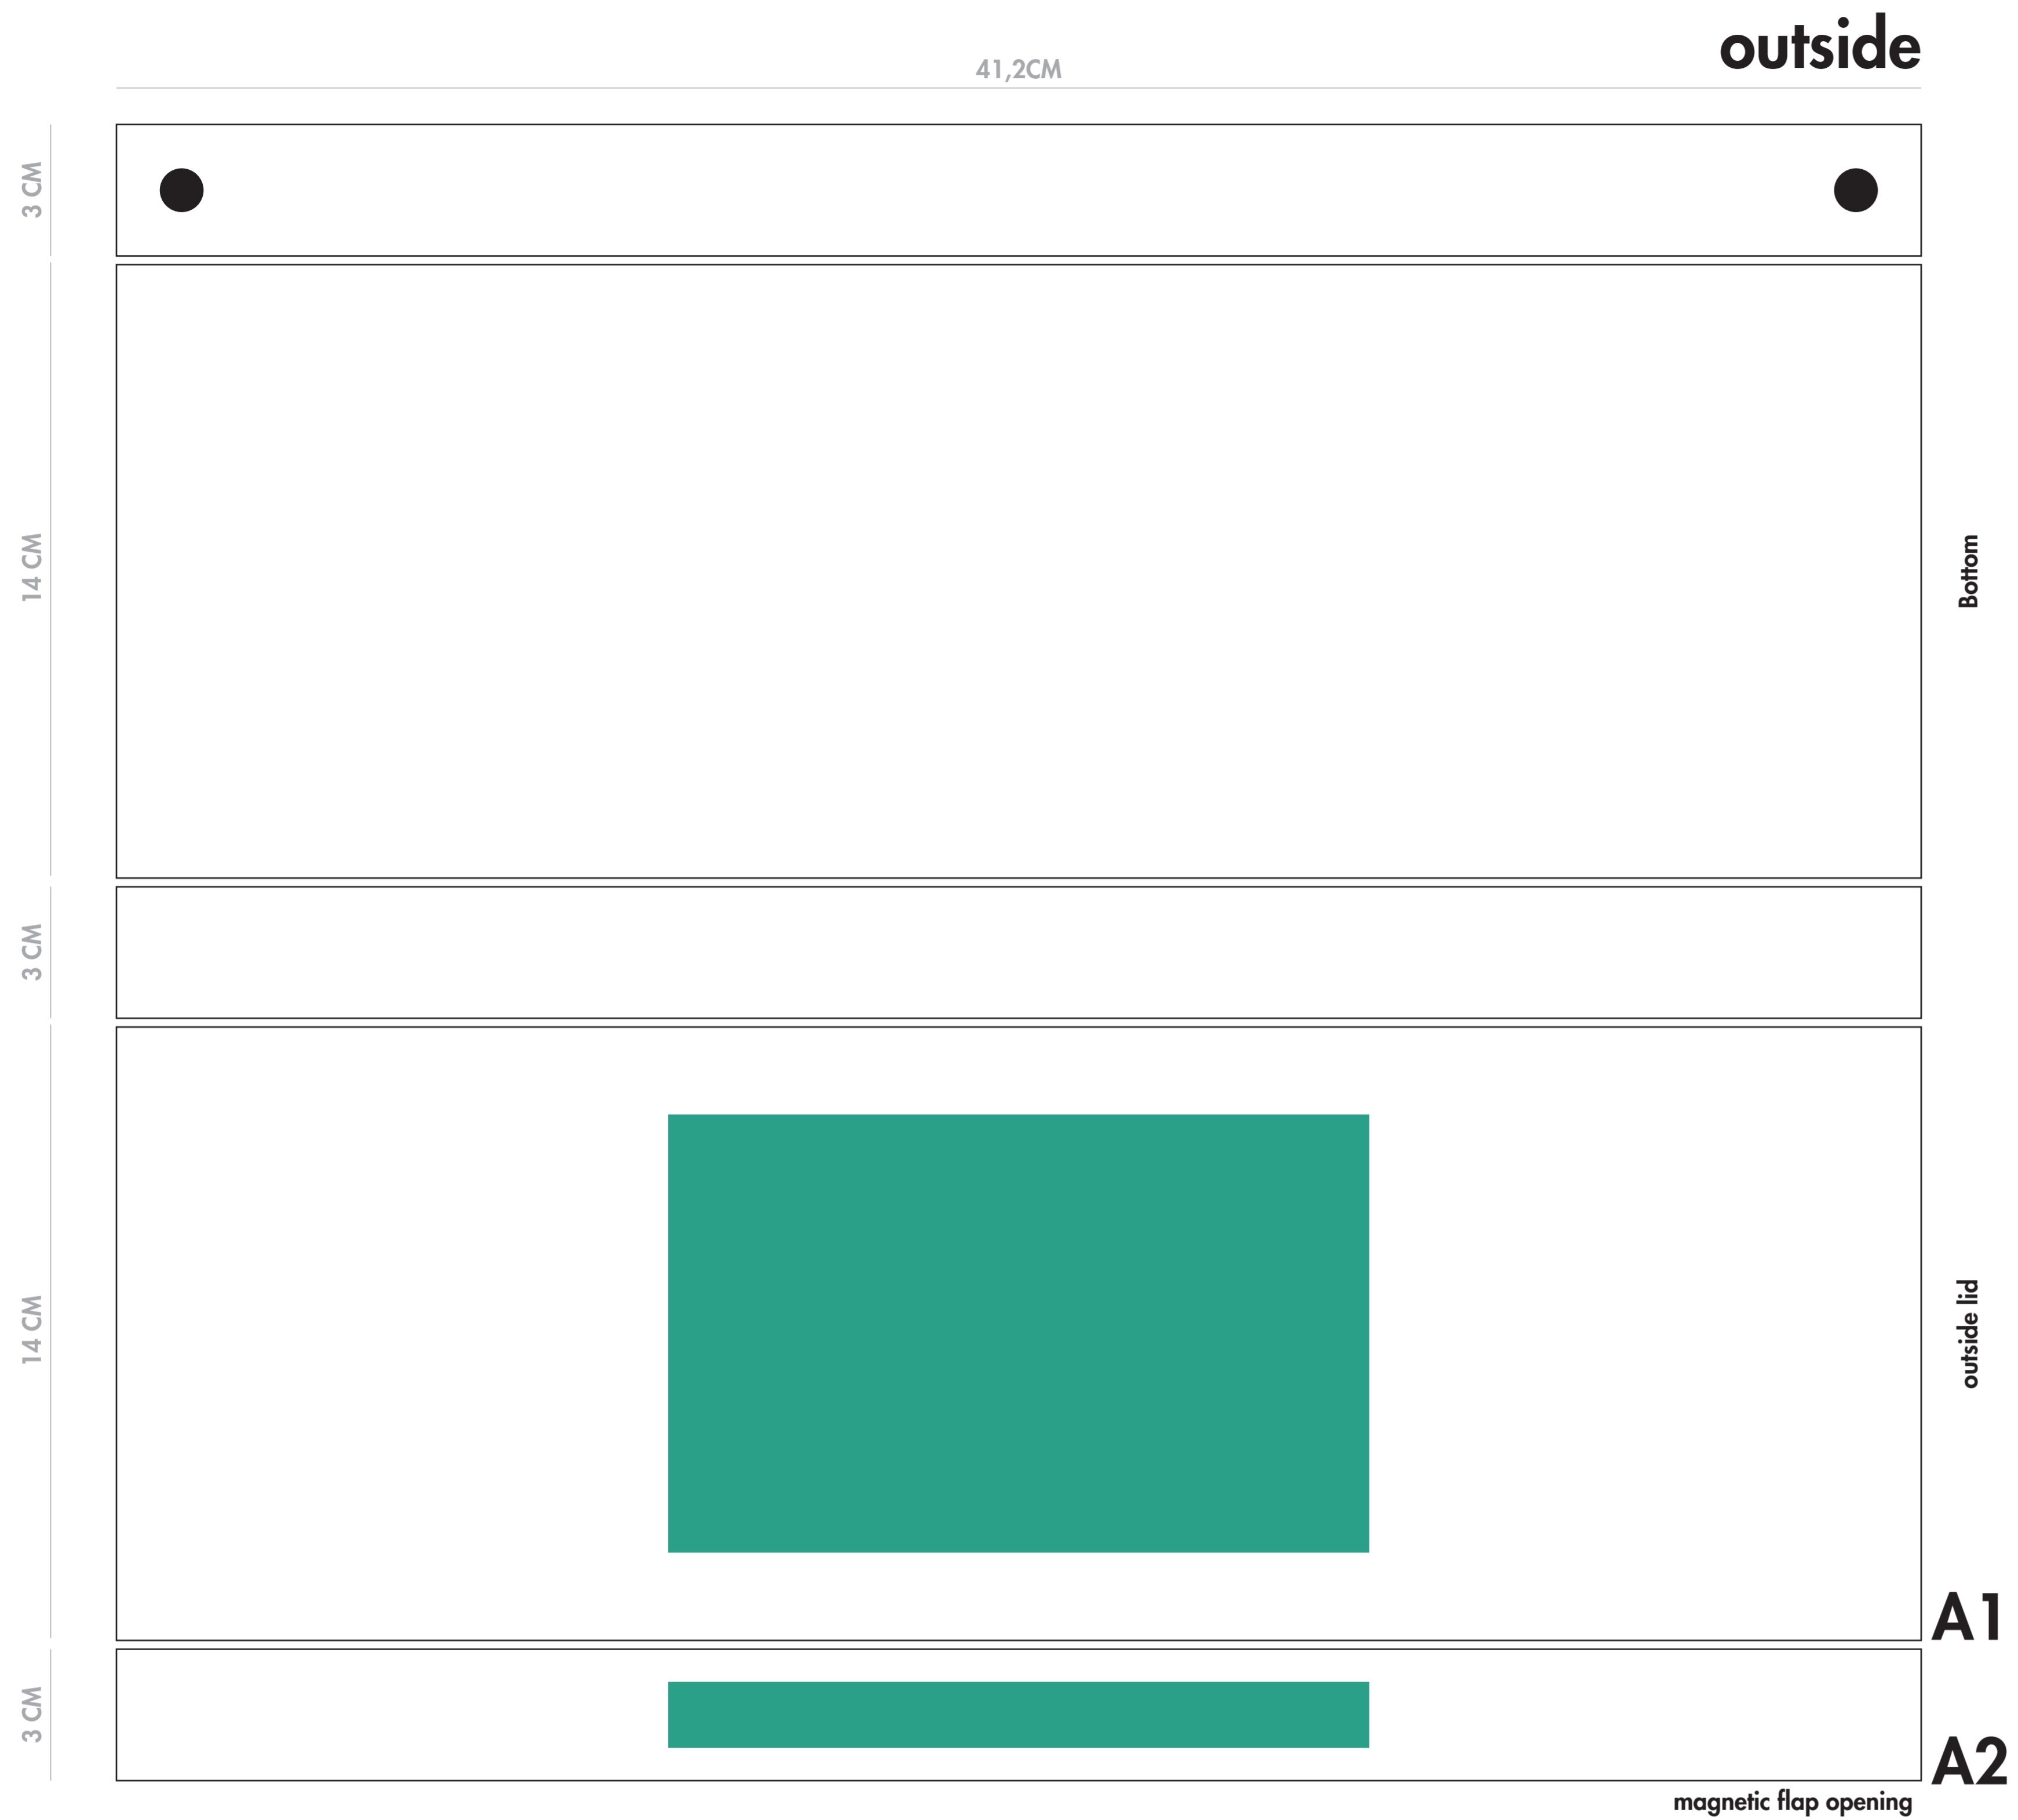 outside
41,2CM
3 CM
14 CM
Bottom
3 CM
14 CM
outside lid
A1
3 CM
A2
magnetic flap opening